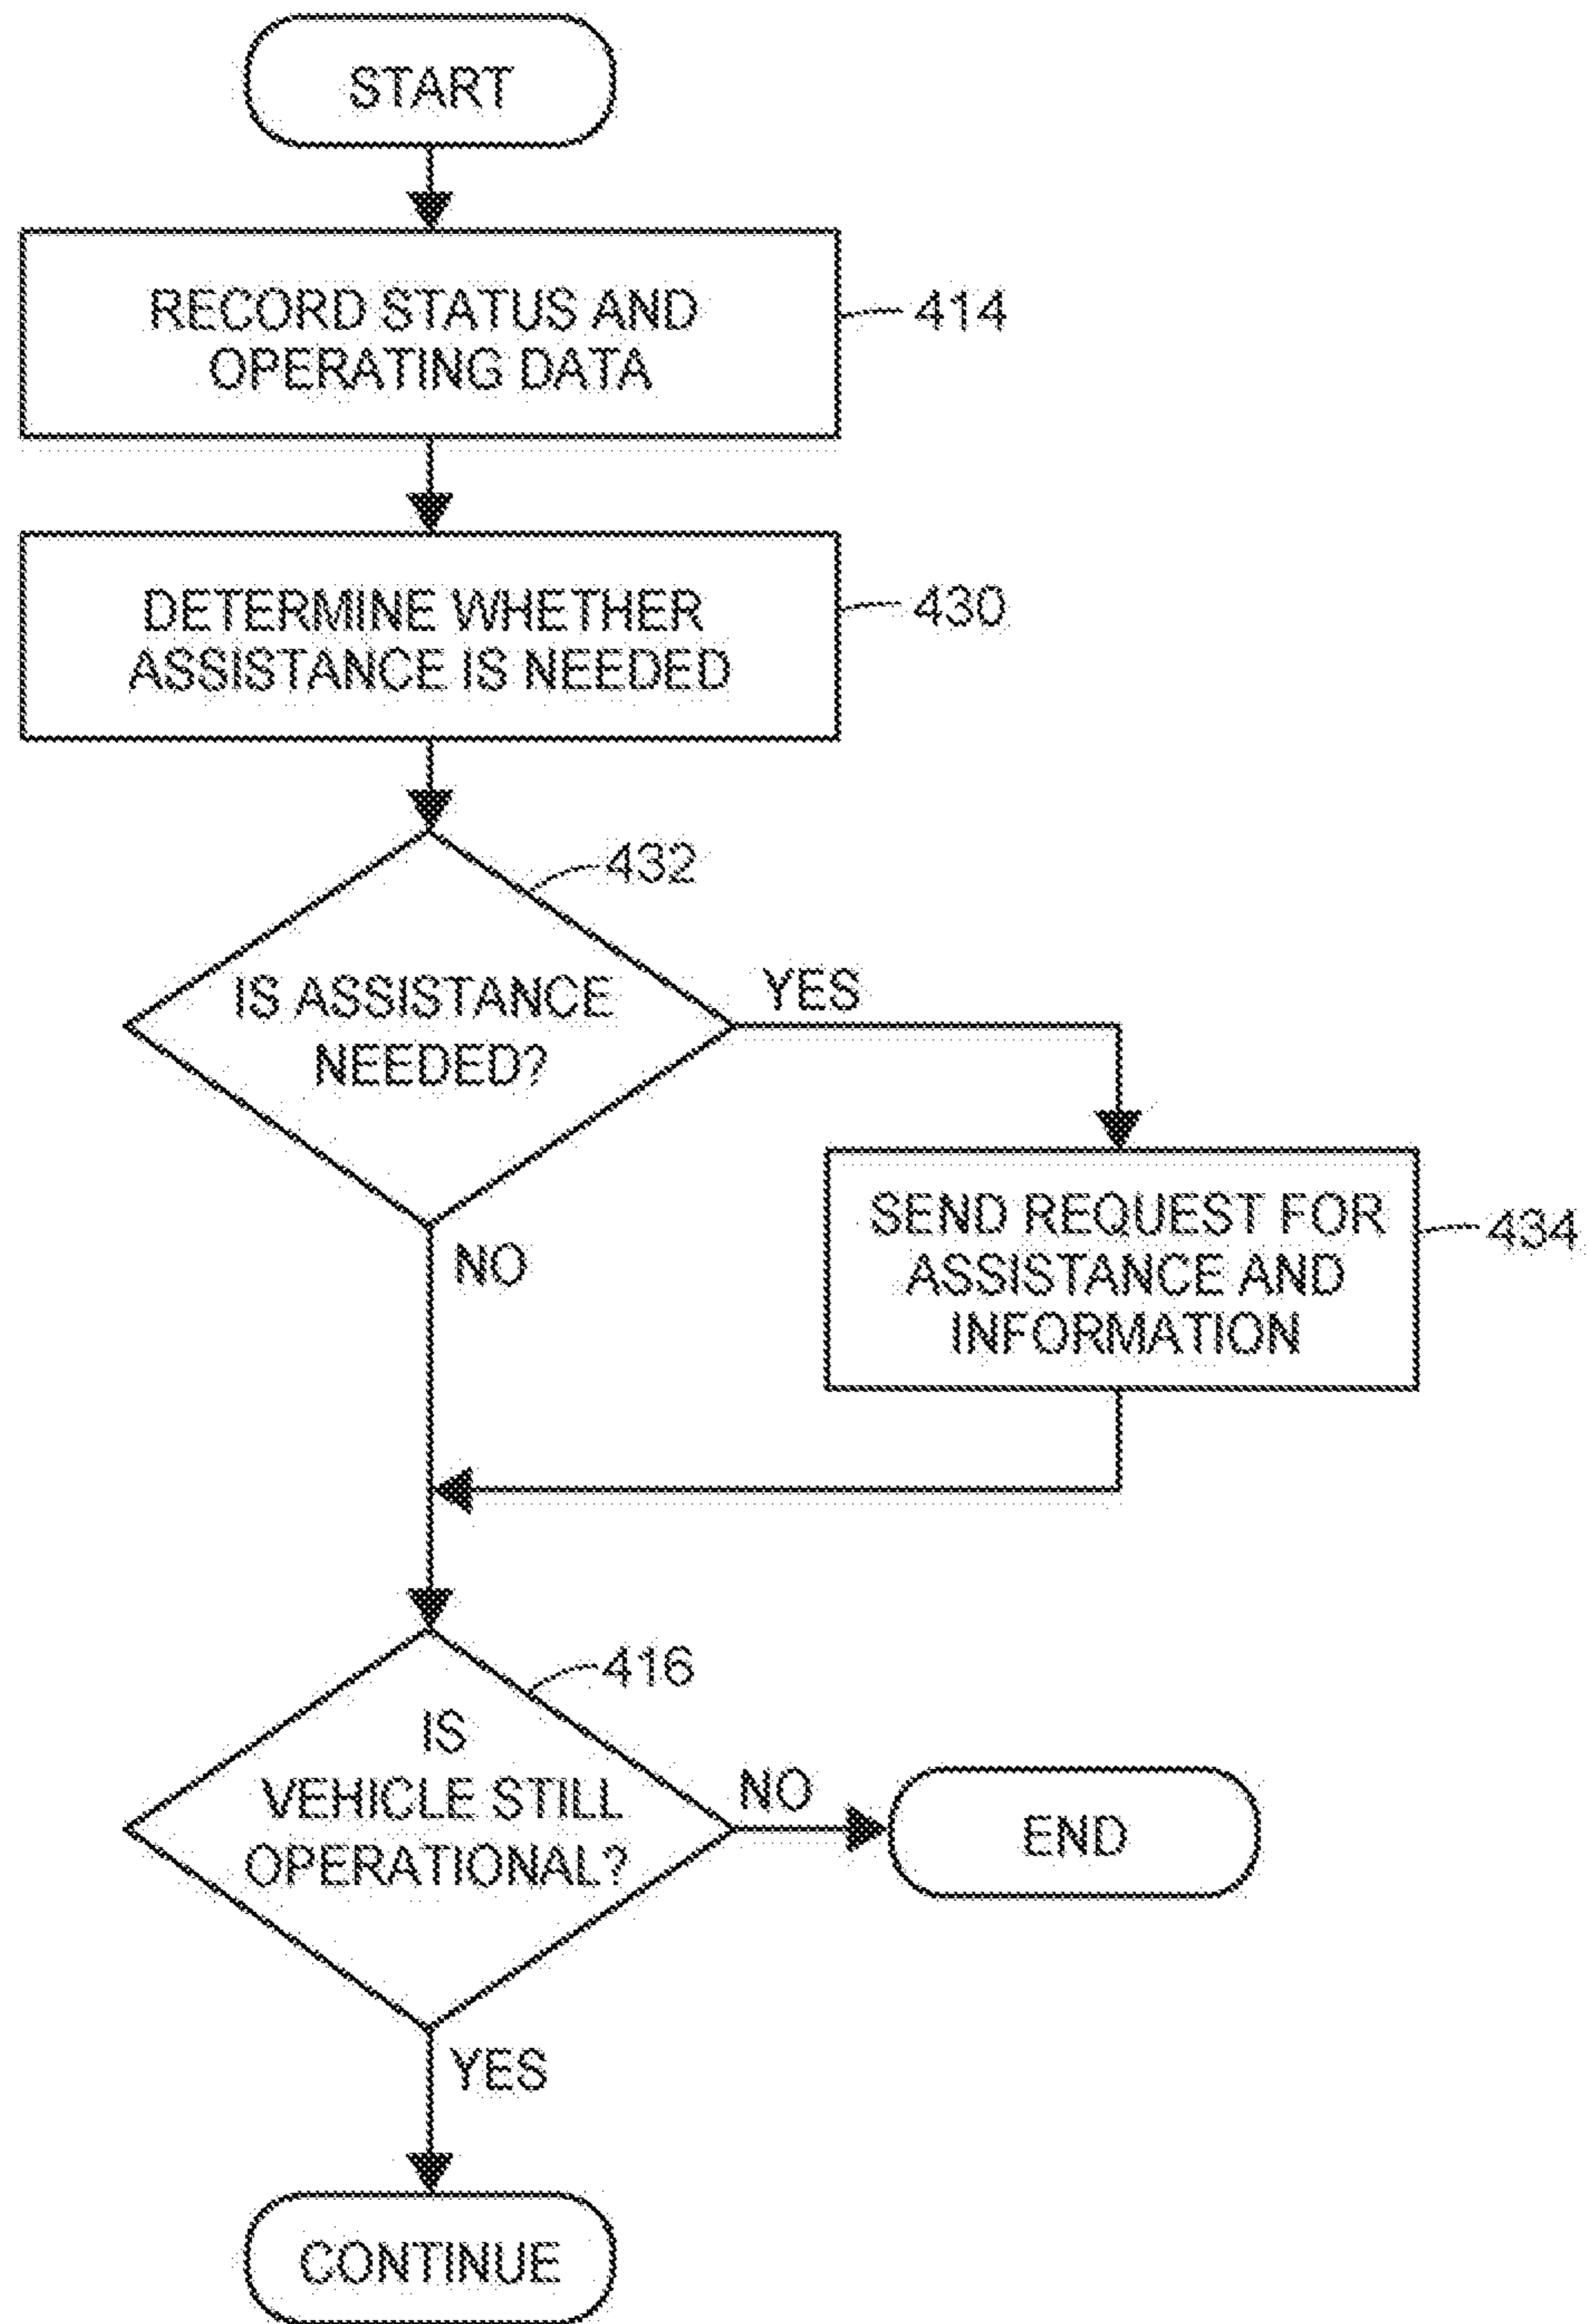 START
RECORD STATUS AND
OPERATING DATA
414
DETERMINE WHETHER
ASSISTANCE IS NEEDED
430
432
IS ASSISTANCE
NEEDED?
YES
NO
SEND REQUEST FOR
ASSISTANCE AND
INFORMATION
434
416
IS
VEHICLE STILL
OPERATIONAL?
NO
END
YES
CONTINUE